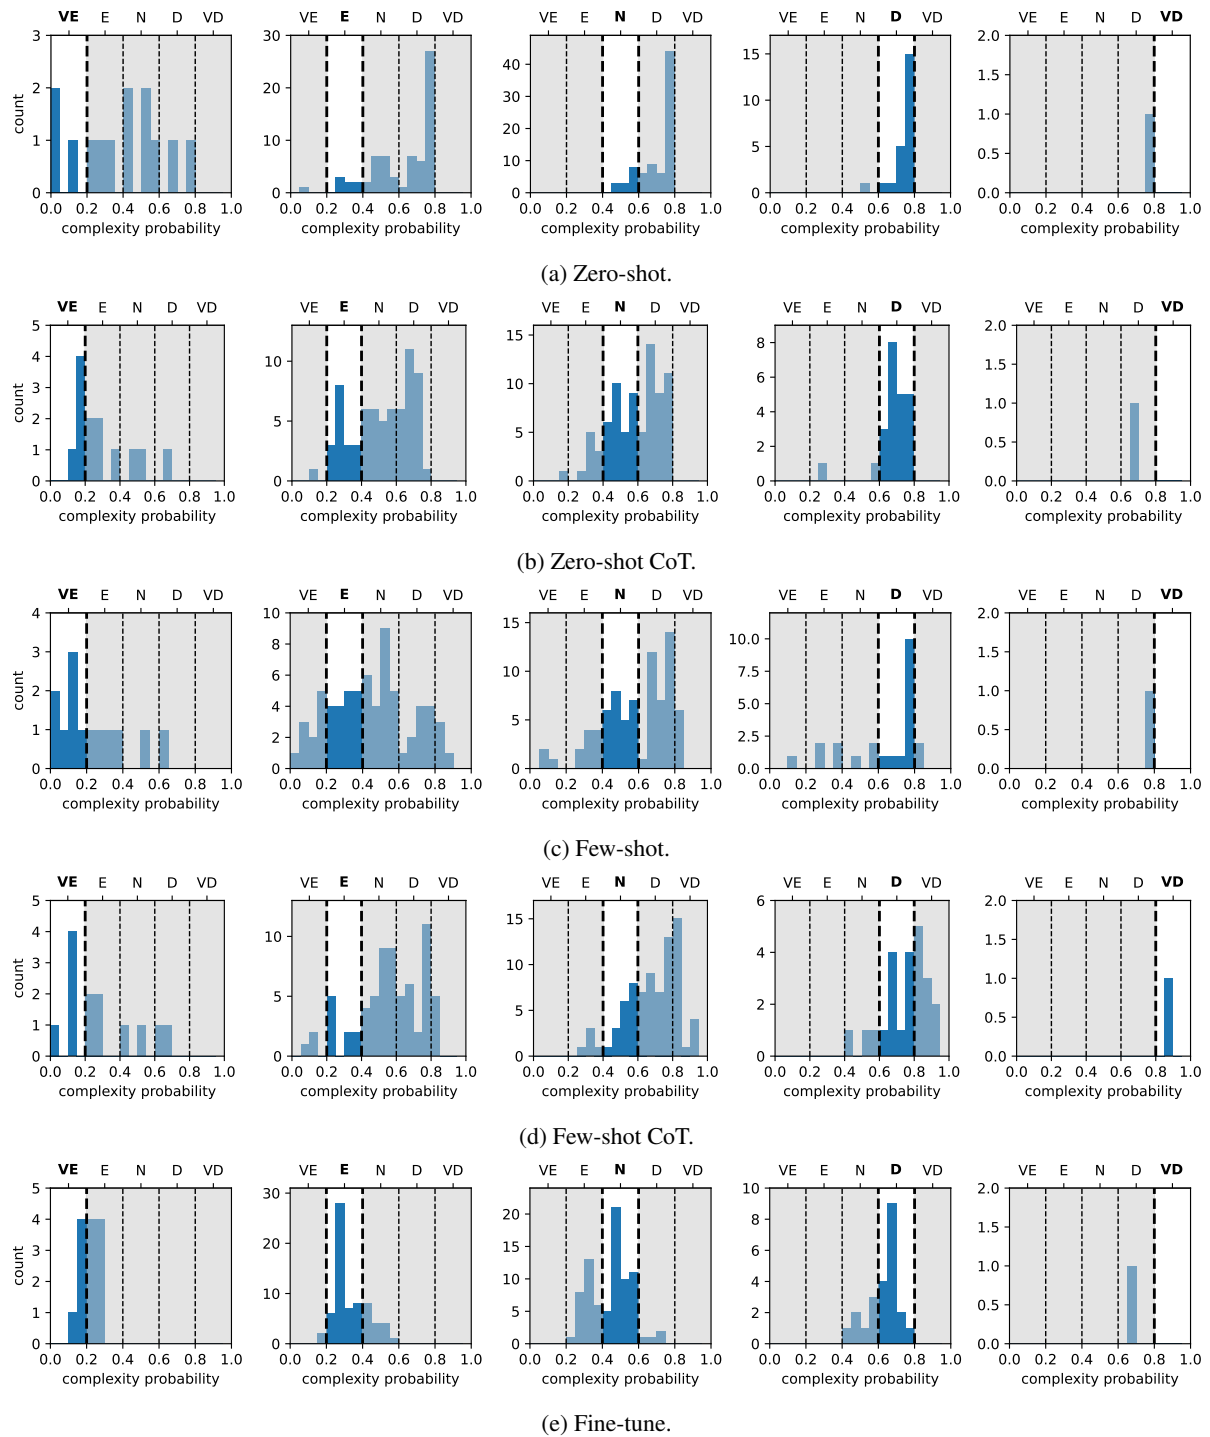 VE E N D VD VE E N D VD VE E N D VD VE E N D VD VE E N D VD
3 30 40 15 2.0
2 20 30 10 1.5
1 10 20 5 1.0
0 0 10 0 0.5
0 0.0
count
0.0 0.2 0.4 0.6 0.8 1.0 0.0 0.2 0.4 0.6 0.8 1.0 0.0 0.2 0.4 0.6 0.8 1.0 0.0 0.2 0.4 0.6 0.8 1.0 0.0 0.2 0.4 0.6 0.8 1.0
complexity probability complexity probability complexity probability complexity probability complexity probability
(a) Zero-shot.
VE E N D VD VE E N D VD VE E N D VD VE E N D VD VE E N D VD
5 10 15 8 2.0
4 5 10 6 1.5
3 0 5 4 1.0
2 0 2 0.5
1 0 0.0
0
count
0.0 0.2 0.4 0.6 0.8 1.0 0.0 0.2 0.4 0.6 0.8 1.0 0.0 0.2 0.4 0.6 0.8 1.0 0.0 0.2 0.4 0.6 0.8 1.0 0.0 0.2 0.4 0.6 0.8 1.0
complexity probability complexity probability complexity probability complexity probability complexity probability
(b) Zero-shot CoT.
VE E N D VD VE E N D VD VE E N D VD VE E N D VD VE E N D VD
4 10 15 10.0 2.0
3 8 10 7.5 1.5
2 6 5 5.0 1.0
1 4 0 2.5 0.5
0 2 0.0 0.0
0
count
0.0 0.2 0.4 0.6 0.8 1.0 0.0 0.2 0.4 0.6 0.8 1.0 0.0 0.2 0.4 0.6 0.8 1.0 0.0 0.2 0.4 0.6 0.8 1.0 0.0 0.2 0.4 0.6 0.8 1.0
complexity probability complexity probability complexity probability complexity probability complexity probability
(c) Few-shot.
VE E N D VD VE E N D VD VE E N D VD VE E N D VD VE E N D VD
5 10 15 6 2.0
4 5 10 4 1.5
3 0 5 2 1.0
2 0 0 0.5
1 0.0
0
count
0.0 0.2 0.4 0.6 0.8 1.0 0.0 0.2 0.4 0.6 0.8 1.0 0.0 0.2 0.4 0.6 0.8 1.0 0.0 0.2 0.4 0.6 0.8 1.0 0.0 0.2 0.4 0.6 0.8 1.0
complexity probability complexity probability complexity probability complexity probability complexity probability
(d) Few-shot CoT.
VE E N D VD VE E N D VD VE E N D VD VE E N D VD VE E N D VD
5 30 20 10 2.0
4 20 15 8 1.5
3 10 10 6 1.0
2 0 5 4 0.5
1 0 2 0.0
0 0
count
0.0 0.2 0.4 0.6 0.8 1.0 0.0 0.2 0.4 0.6 0.8 1.0 0.0 0.2 0.4 0.6 0.8 1.0 0.0 0.2 0.4 0.6 0.8 1.0 0.0 0.2 0.4 0.6 0.8 1.0
complexity probability complexity probability complexity probability complexity probability complexity probability
(e) Fine-tune.